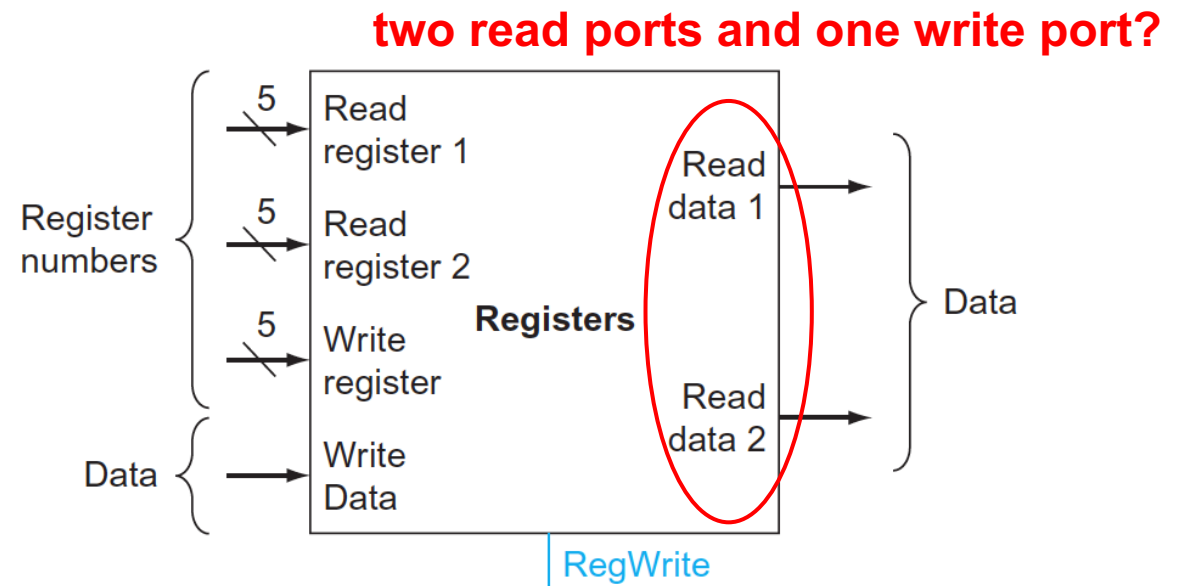 two read ports and one write port?
5
Read
register 1
5
Read
register 2
5
Write
register
Write
Data
Register
numbers
Data
Registers
Read
data 1
Read
data 2
Data
RegWrite